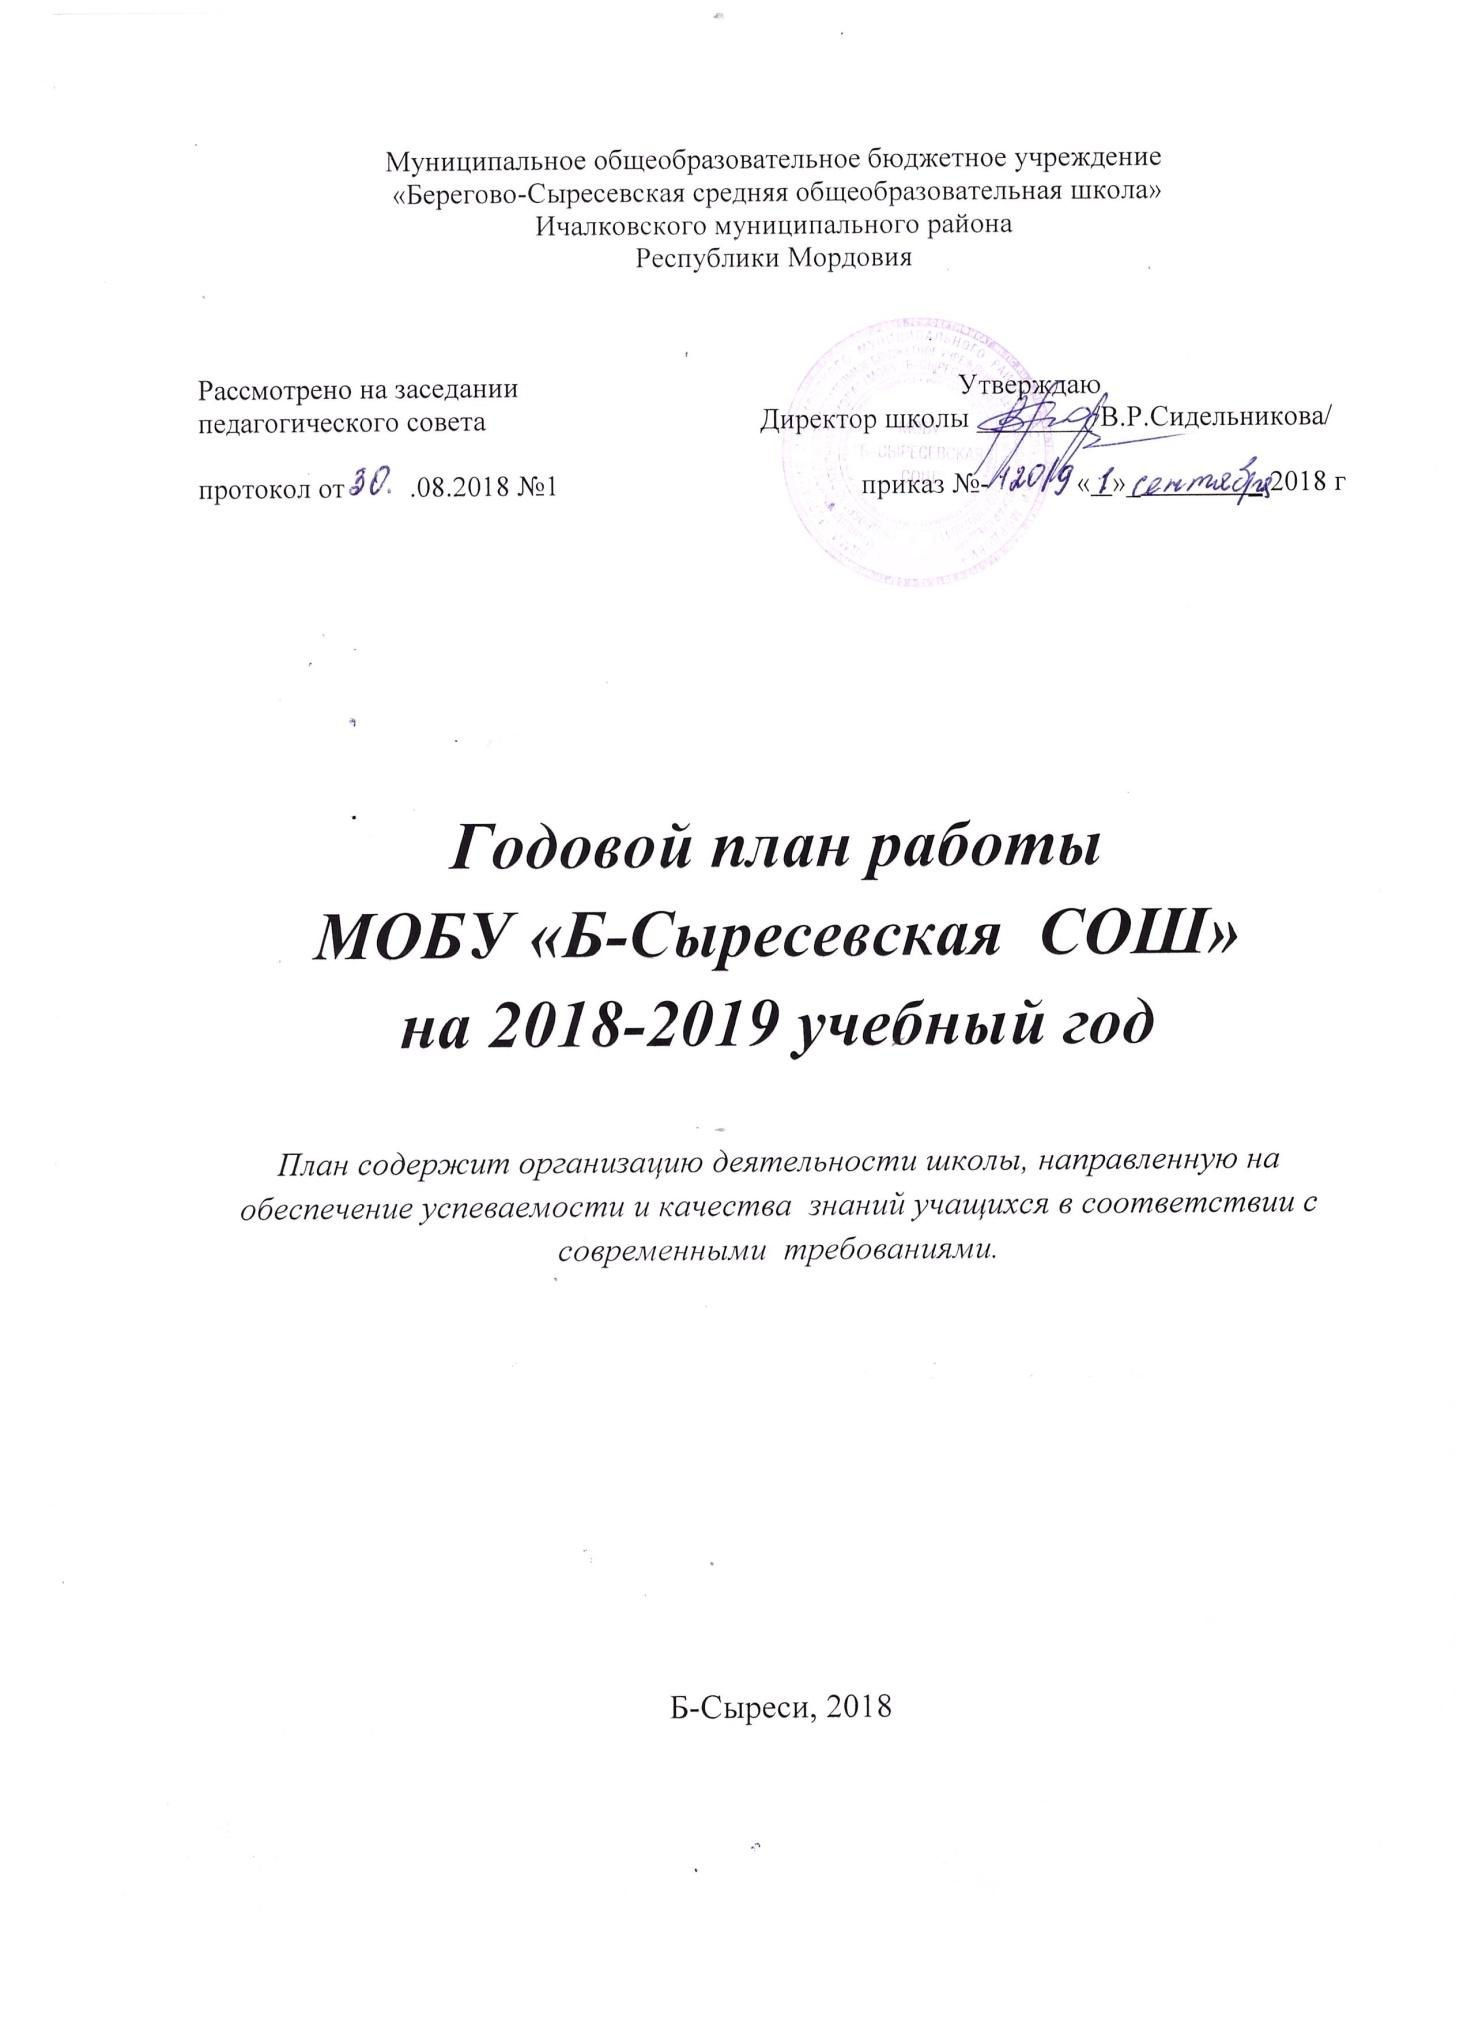 Муниципальное общеобразовательное бюджетное учреждение
«Берегово-Сыресевская средняя общеобразовательная школа»
Ичалковского муниципального района
Республики Мордовия
Рассмотрено на заседании
педагогического совета
протокол от 30. .08.2018 №1
Утверждаю
Директор школы /В.Р.Сидельникова/
приказ №- «1» сентября 2018 г
Б-СЫРЕСЕВСКАЯ
СОШ
Годовой план работы
МОБУ «Б-Сыресевская СОШ»
на 2018-2019 учебный год
План содержит организацию деятельности школы, направленную на
обеспечение успеваемости и качества знаний учащихся в соответствии с
современными требованиями.
Б-Сыреси, 2018